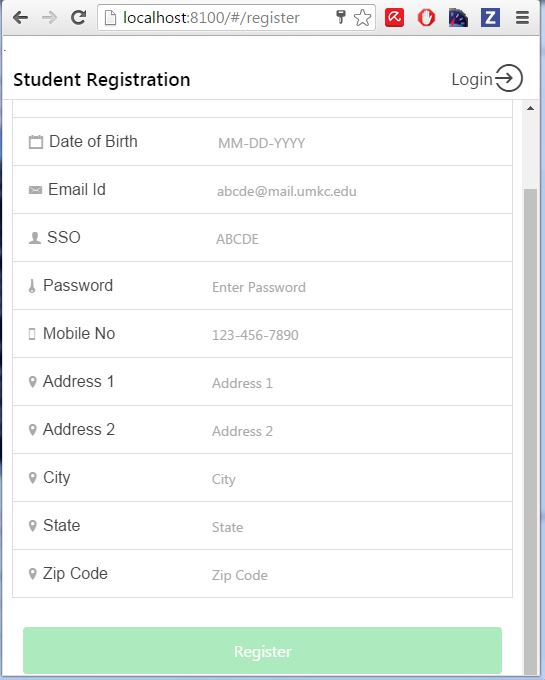 localhost:8100/#/register
Z
.
Student Registration Login
Date of Birth MM-DD-YYYY
Email Id abcde@mail.umkc.edu
SSO ABCDE
Password Enter Password
Mobile No 123-456-7890
Address 1 Address 1
Address 2 Address 2
City City
State State
Zip Code Zip Code
Register